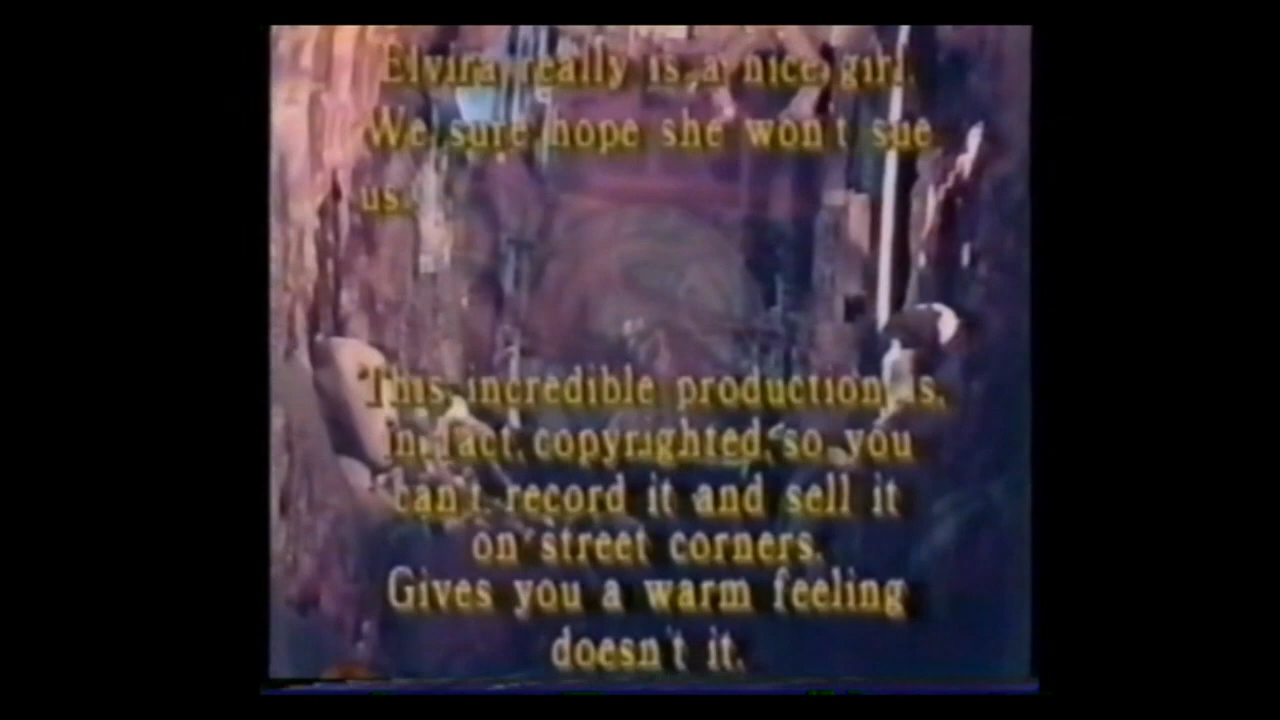 Elvira really is a nice girl.
We sure hope she won't sue
us.
This incredible production is,
in fact, copyrighted, so you
can't record it and sell it
on street corners.
Gives you a warm feeling
doesn't it.